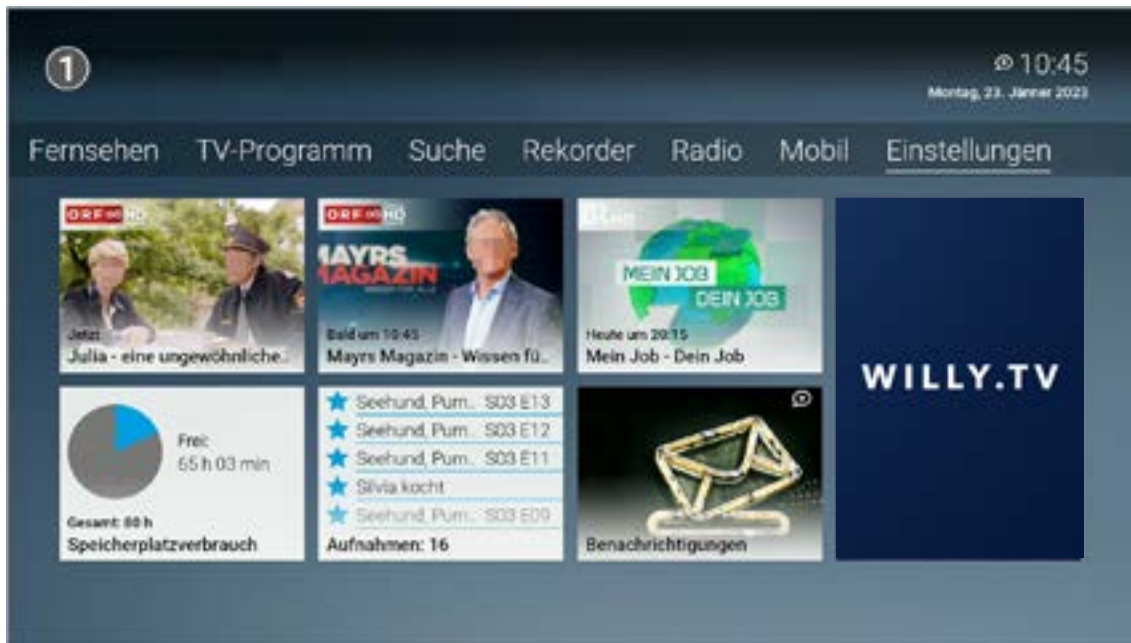 1
10:45
Montag, 23. Jänner 2023
Fernsehen TV-Programm Suche Rekorder Radio Mobil Einstellungen
ORF HD
Jetzt
Julia - eine ungewöhnliche..
ORF HD
MAYRS
MAGAZIN
Bald um 10:45
Mayrs Magazin - Wissen fü..
MEIN JOB
DEIN JOB
Heute um 20:15
Mein Job - Dein Job
WILLY.TV
Frei:
65 h 03 min
Gesamt: 80 h
Speicherplatzverbrauch
Seehund, Pum.. S03 E13
Seehund, Pum.. S03 E12
Seehund, Pum.. S03 E11
Silvia kocht
Seehund, Pum.. S03 E09
Aufnahmen: 16
Benachrichtigungen